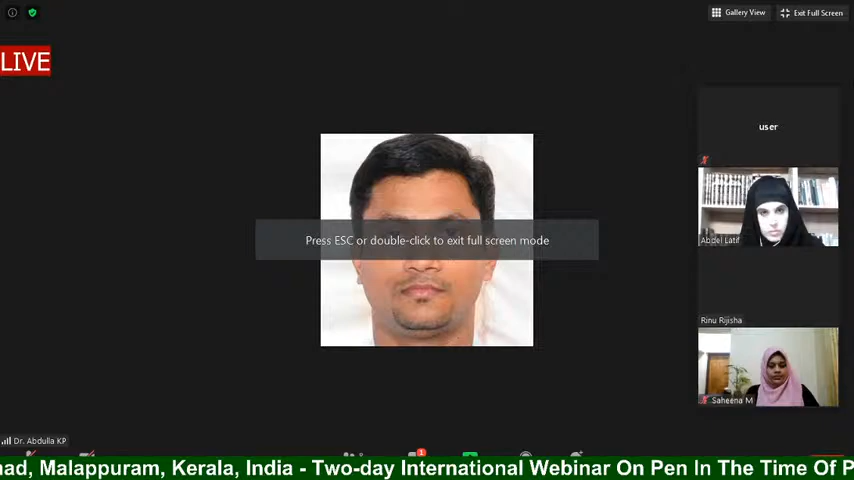 Gallery View
Exit Full Screen
LIVE
user
Press ESC or double-click to exit full screen mode
Abdel Latif
Rinu Rijisha
Saheena M
Dr. Abdulla KP
1
nad, Malappuram, Kerala, India - Two-day International Webinar On Pen In The Time Of P